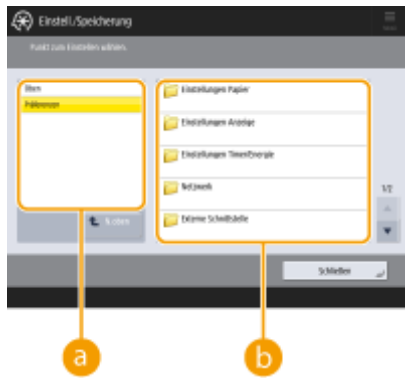 Einstell./Speicherung
Punkt zum Einstellen wählen.
Oben
Präferenzen
N. oben
Einstellungen Papier
Einstellungen Anzeige
Einstellungen Timer/Energie
Netzwerk
Externe Schnittstelle
1/2
Schließen
a
b